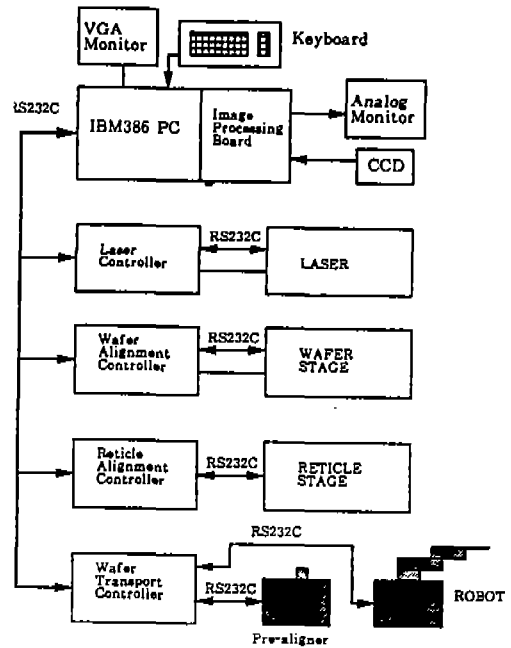 VGA
Monitor
Keyboard
RS232C
IBM386 PC
Image
Processing
Board
Analog
Monitor
CCD
Laser
Controller
RS232C
LASER
Wafer
Alignment
Controller
RS232C
WAFER
STAGE
Reticle
Alignment
Controller
RS232C
RETICLE
STAGE
RS232C
Wafer
Transport
Controller
RS232C
ROBOT
Pre-aligner